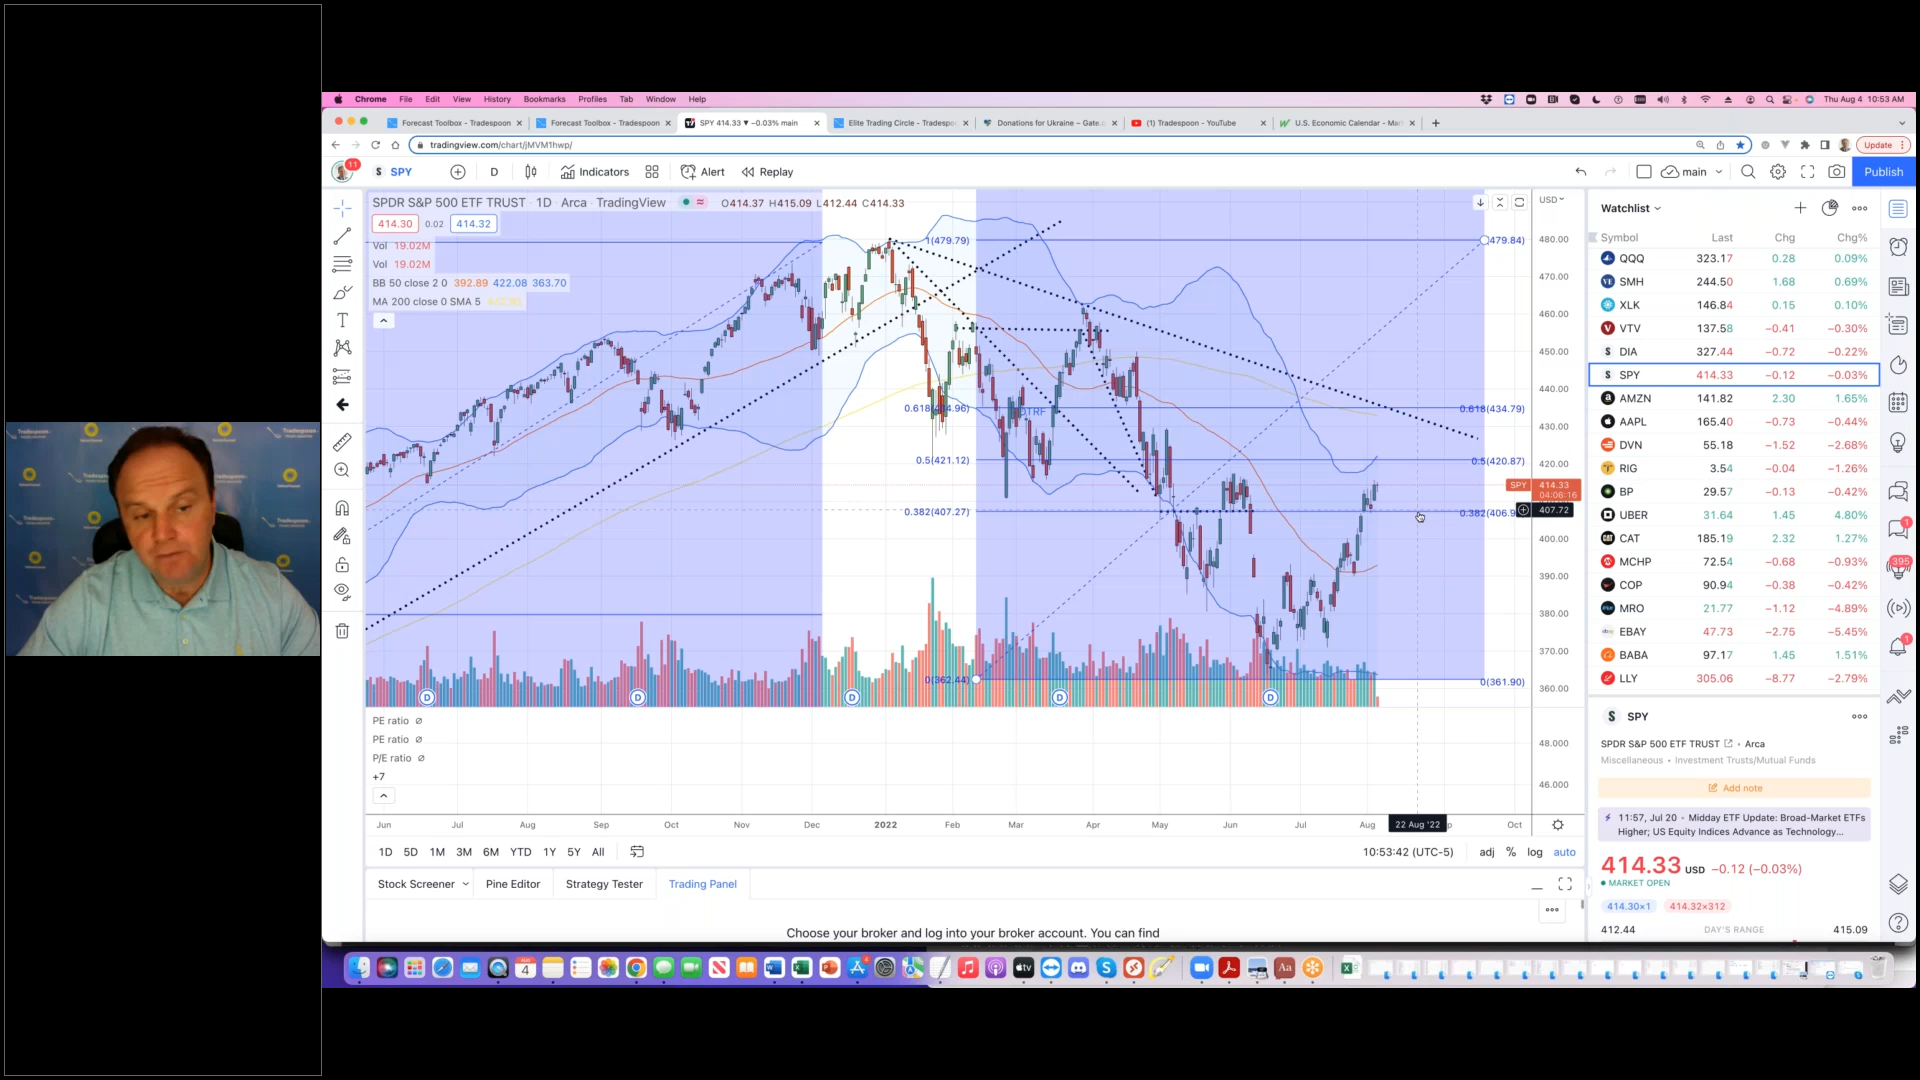 Chrome File Edit View History Bookmarks Profiles Tab Window Help
Thu Aug 4 10:53 AM
Forecast Toolbox - Tradespoon
Forecast Toolbox - Tradespoon
SPY 414.33 ▼ −0.03% main
Elite Trading Circle - Tradespo
Donations for Ukraine – Gate.
(1) Tradespoon - YouTube
U.S. Economic Calendar - Mar
tradingview.com/chart/jMVM1hwp/
Update
11
SPY
D
Indicators
Alert
Replay
main
Publish
SPDR S&P 500 ETF TRUST · 1D · Arca · TradingView
O414.37 H415.09 L412.44 C414.33
414.30 0.02 414.32
Vol 19.02M
Vol 19.02M
BB 50 close 2 0 392.89 422.08 363.70
MA 200 close 0 SMA 5
1(479.79)
479.84)
0.618(434.96)
0.618(434.79)
0.5(421.12)
0.5(420.87)
0.382(407.27)
0.382(406.9
0(362.44)
0(361.90)
USD
480.00
470.00
460.00
450.00
440.00
430.00
420.00
SPY 414.33
04:06:16
407.72
400.00
390.00
380.00
370.00
360.00
48.000
46.000
D D D D D
PE ratio
PE ratio
P/E ratio
+7
Jun Jul Aug Sep Oct Nov Dec 2022 Feb Mar Apr May Jun Jul Aug 22 Aug '22 Oct
1D 5D 1M 3M 6M YTD 1Y 5Y All
10:53:42 (UTC-5) adj % log auto
Stock Screener Pine Editor Strategy Tester Trading Panel
Choose your broker and log into your broker account. You can find
Watchlist
Symbol Last Chg Chg%
QQQ 323.17 0.28 0.09%
SMH 244.50 1.68 0.69%
XLK 146.84 0.15 0.10%
VTV 137.58 −0.41 −0.30%
DIA 327.44 −0.72 −0.22%
SPY 414.33 −0.12 −0.03%
AMZN 141.82 2.30 1.65%
AAPL 165.40 −0.73 −0.44%
DVN 55.18 −1.52 −2.68%
RIG 3.54 −0.04 −1.26%
BP 29.57 −0.13 −0.42%
UBER 31.64 1.45 4.80%
CAT 185.19 2.32 1.27%
MCHP 72.54 −0.68 −0.93%
COP 90.94 −0.38 −0.42%
MRO 21.77 −1.12 −4.89%
EBAY 47.73 −2.75 −5.45%
BABA 97.17 1.45 1.51%
LLY 305.06 −8.77 −2.79%
SPY
SPDR S&P 500 ETF TRUST · Arca
Miscellaneous • Investment Trusts/Mutual Funds
Add note
11:57, Jul 20 • Midday ETF Update: Broad-Market ETFs
Higher; US Equity Indices Advance as Technology...
414.33 USD −0.12 (−0.03%)
MARKET OPEN
414.30×1 414.32×312
412.44 DAY'S RANGE 415.09
1
395
1